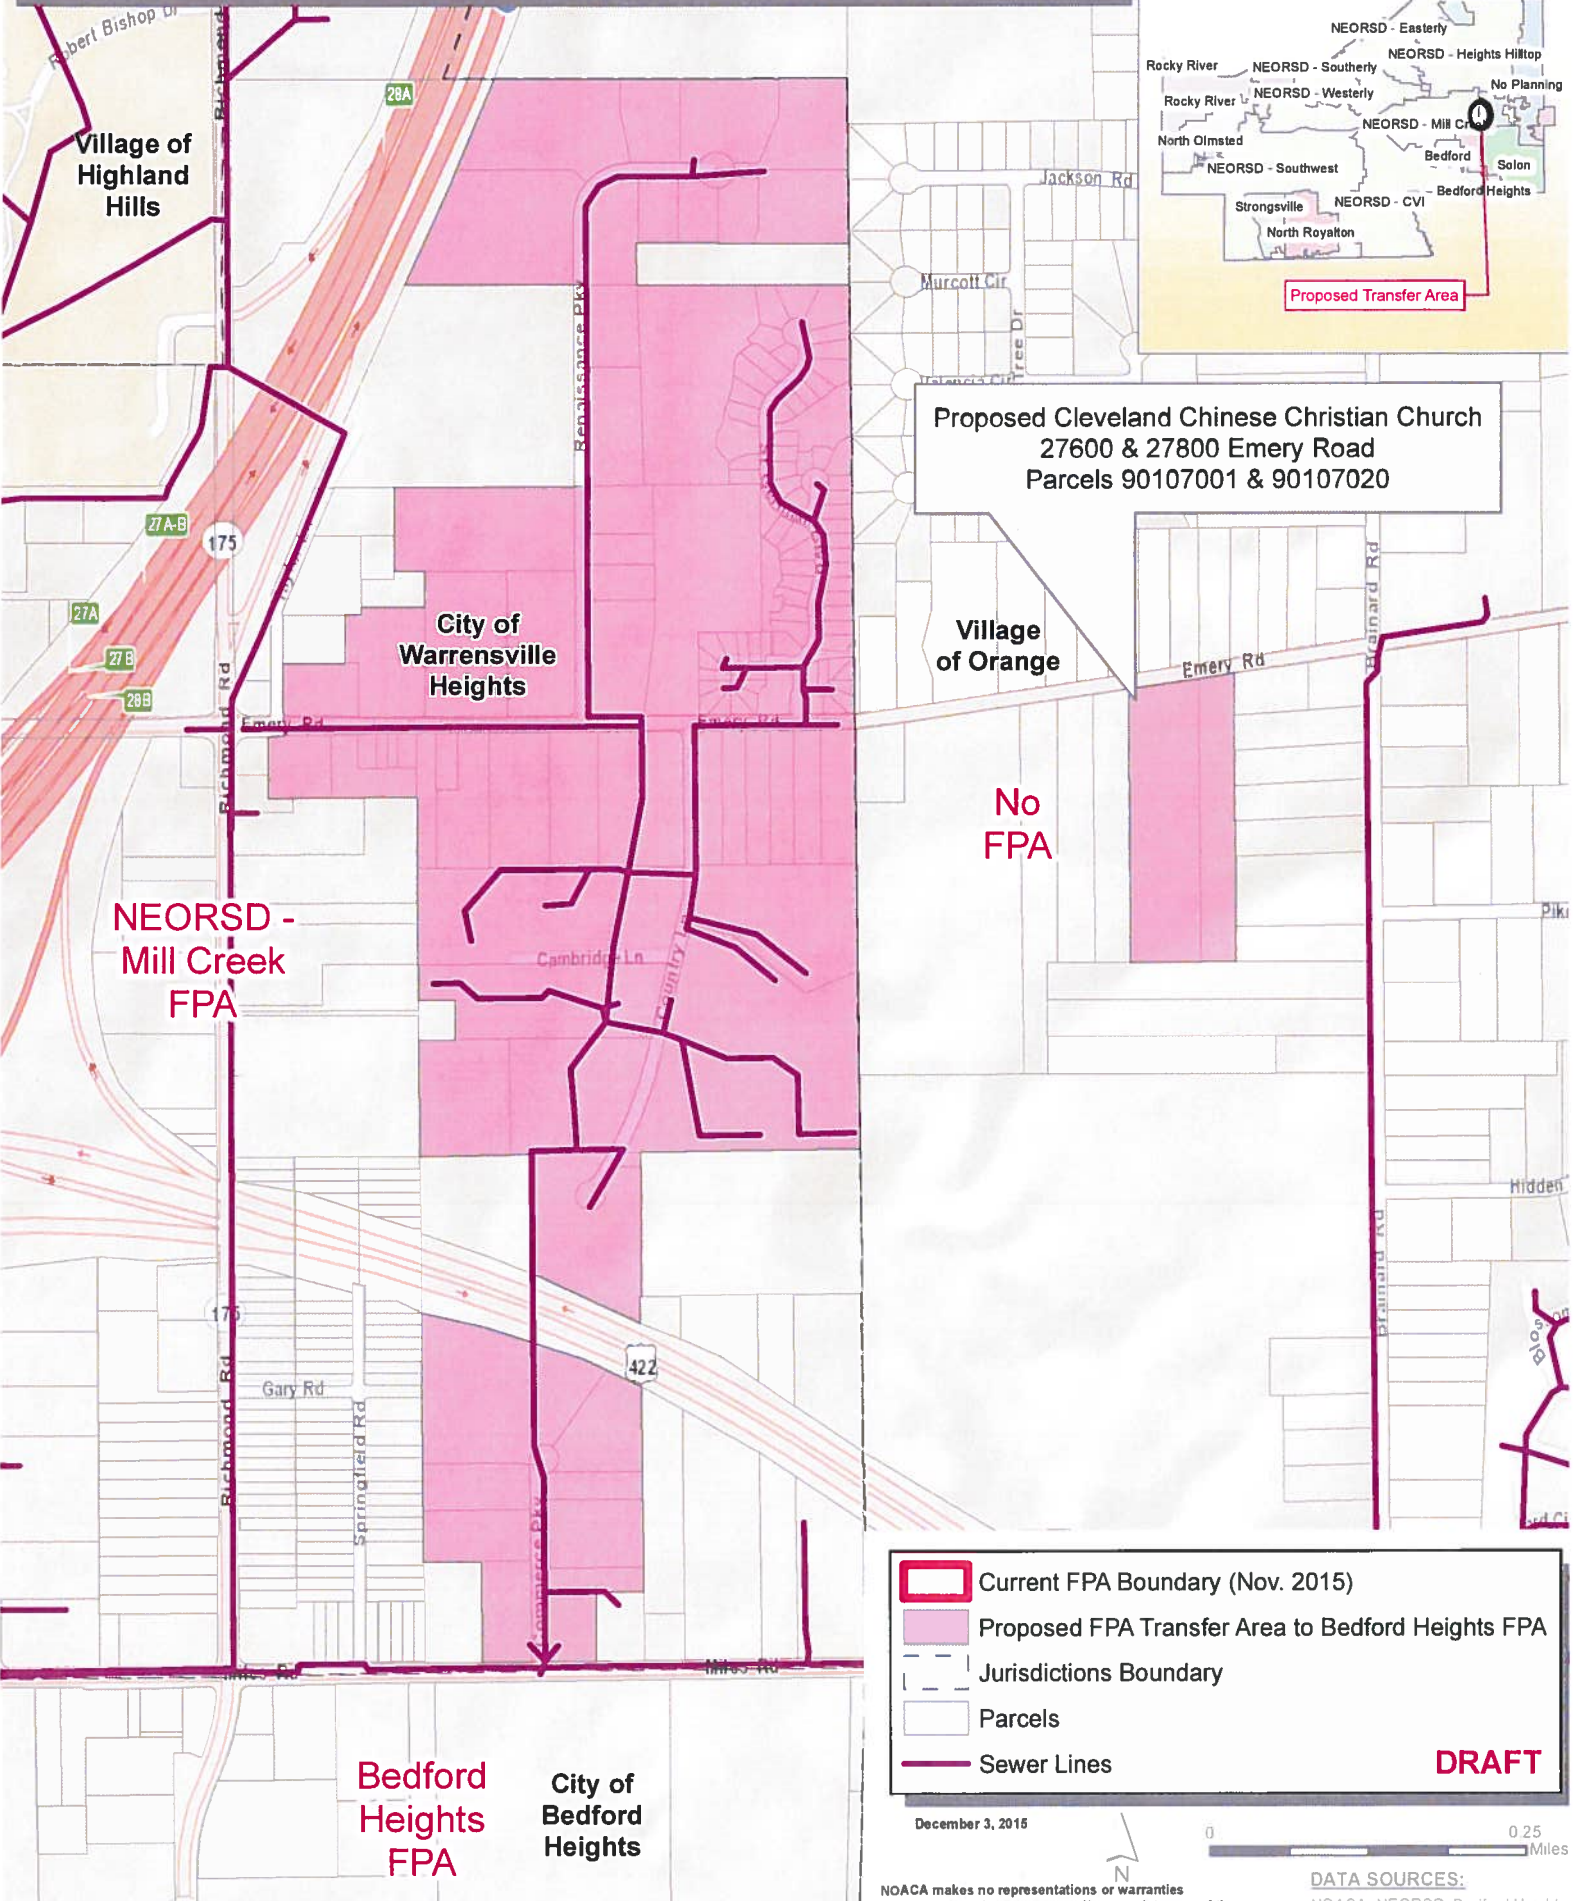 Robert Bishop Dr
Richmond
28A
Village of
Highland
Hills
NEORSD - Easterly
NEORSD - Heights Hilltop
Rocky River
NEORSD - Southerly
No Planning
NEORSD - Westerly
Rocky River
NEORSD - Mill Creek
North Olmsted
Bedford
Solon
NEORSD - Southwest
Bedford Heights
NEORSD - CVI
Strongsville
North Royalton
Proposed Transfer Area
Jackson Rd
Murcott Cir
Tree Dr
Valencia Cir
Renaissance Pky
Proposed Cleveland Chinese Christian Church
27600 & 27800 Emery Road
Parcels 90107001 & 90107020
27A-B
175
27A
27B
28B
City of
Warrensville
Heights
Village
of Orange
Brainard Rd
Emery Rd
Richmond Rd
Emery Rd
Emery Rd
No
FPA
NEORSD -
Mill Creek
FPA
Cambridge Ln
Country Ln
Hidden
Brainard Rd
175
422
Gary Rd
Springfield Rd
Richmond Rd
Commerce Pky
Miles Rd
Miles Rd
Current FPA Boundary (Nov. 2015)
Proposed FPA Transfer Area to Bedford Heights FPA
Jurisdictions Boundary
Parcels
Sewer Lines
DRAFT
Bedford
Heights
FPA
City of
Bedford
Heights
December 3, 2015
N
0
0.25
Miles
DATA SOURCES:
NOACA makes no representations or warranties